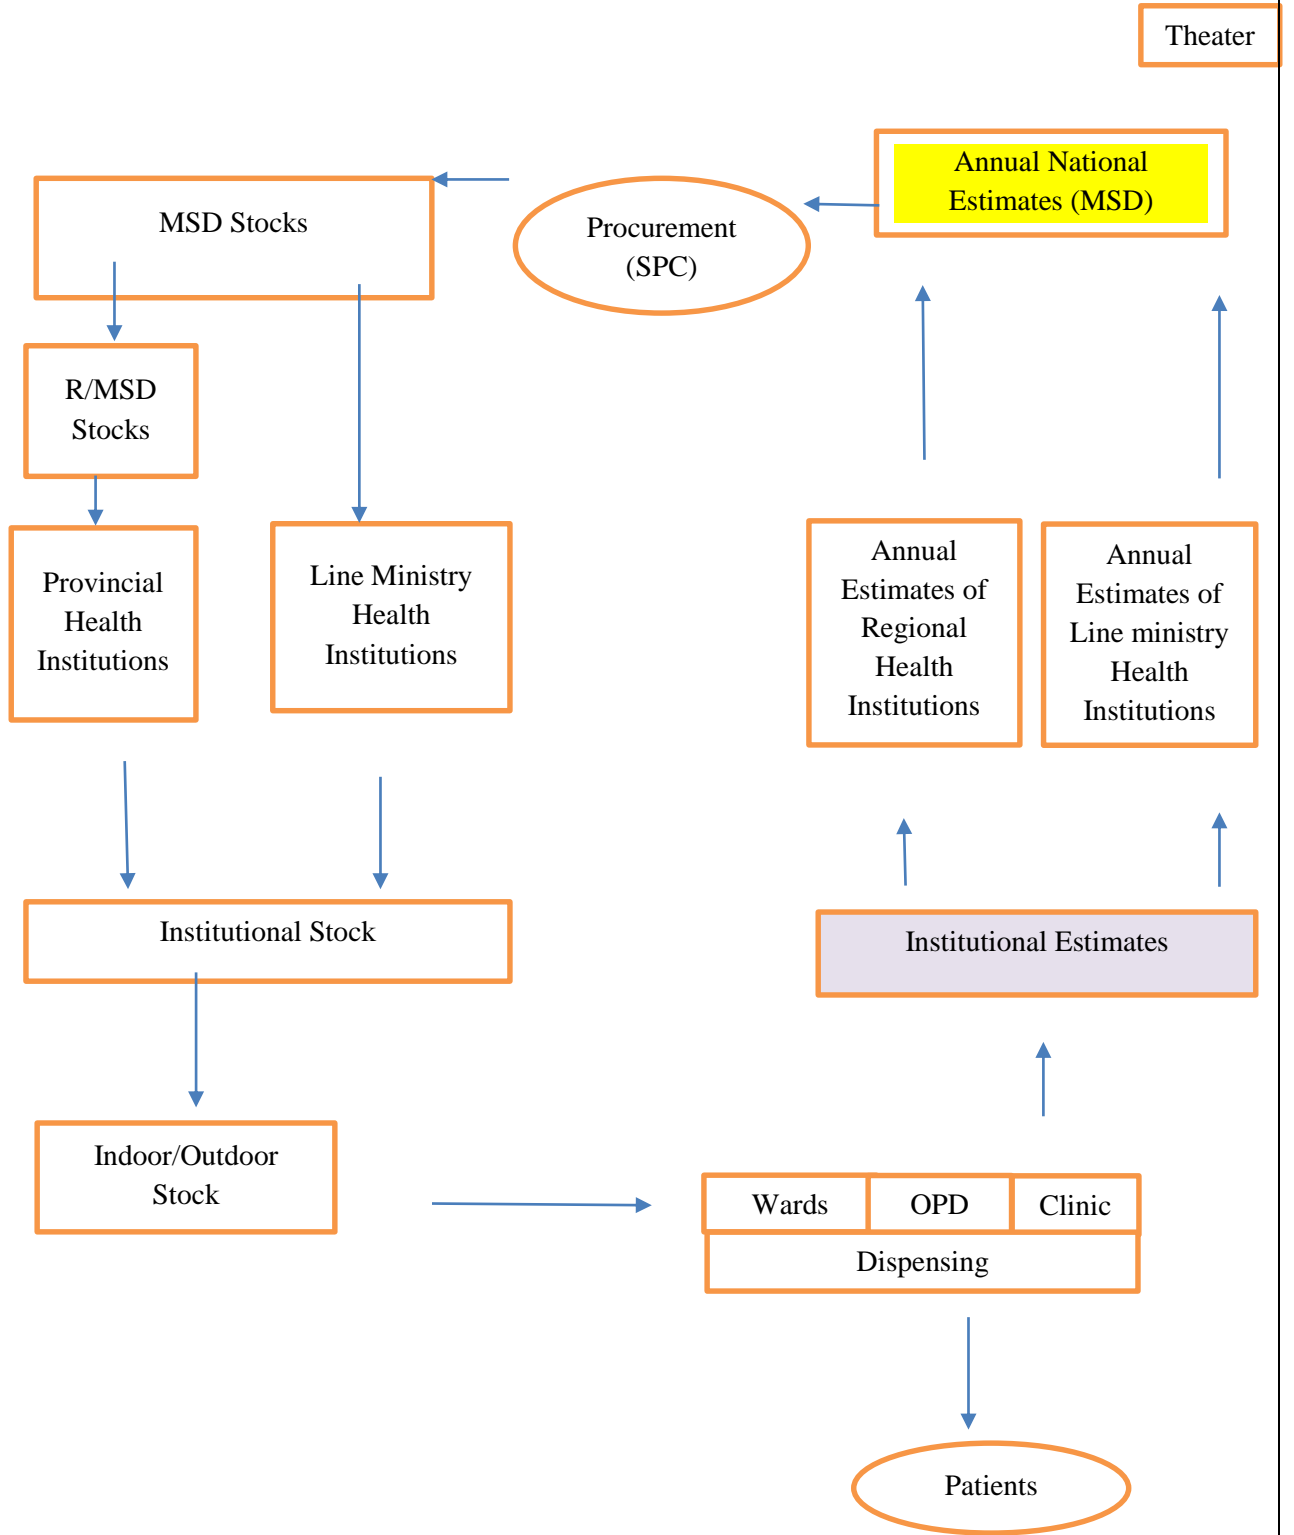 Theater
Annual National
Estimates (MSD)
Procurement
(SPC)
MSD Stocks
R/MSD
Stocks
Provincial
Health
Institutions
Line Ministry
Health
Institutions
Annual
Estimates of
Regional
Health
Institutions
Annual
Estimates of
Line ministry
Health
Institutions
Institutional Stock
Institutional Estimates
Indoor/Outdoor
Stock
Wards
OPD
Clinic
Dispensing
Patients